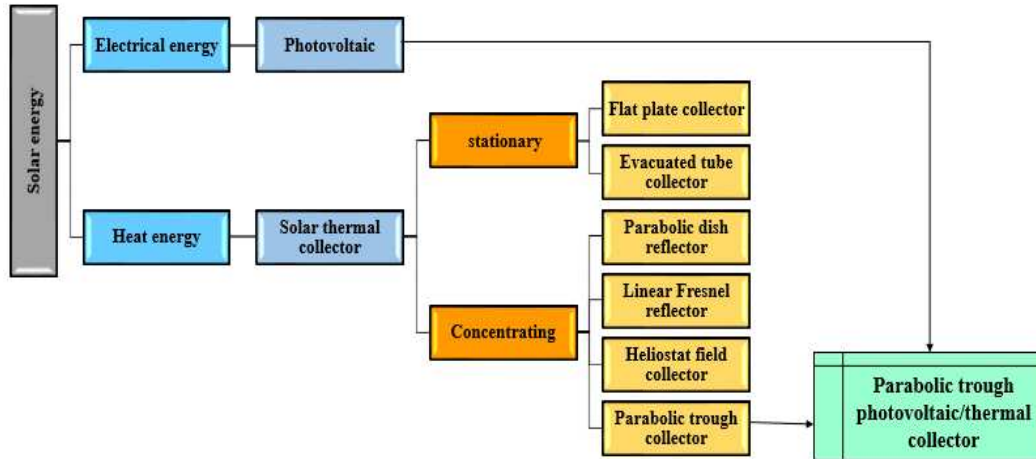 Solar energy
Electrical energy
Photovoltaic
Heat energy
Solar thermal
collector
stationary
Concentrating
Flat plate collector
Evacuated tube
collector
Parabolic dish
reflector
Linear Fresnel
reflector
Heliostat field
collector
Parabolic trough
collector
Parabolic trough
photovoltaic/thermal
collector